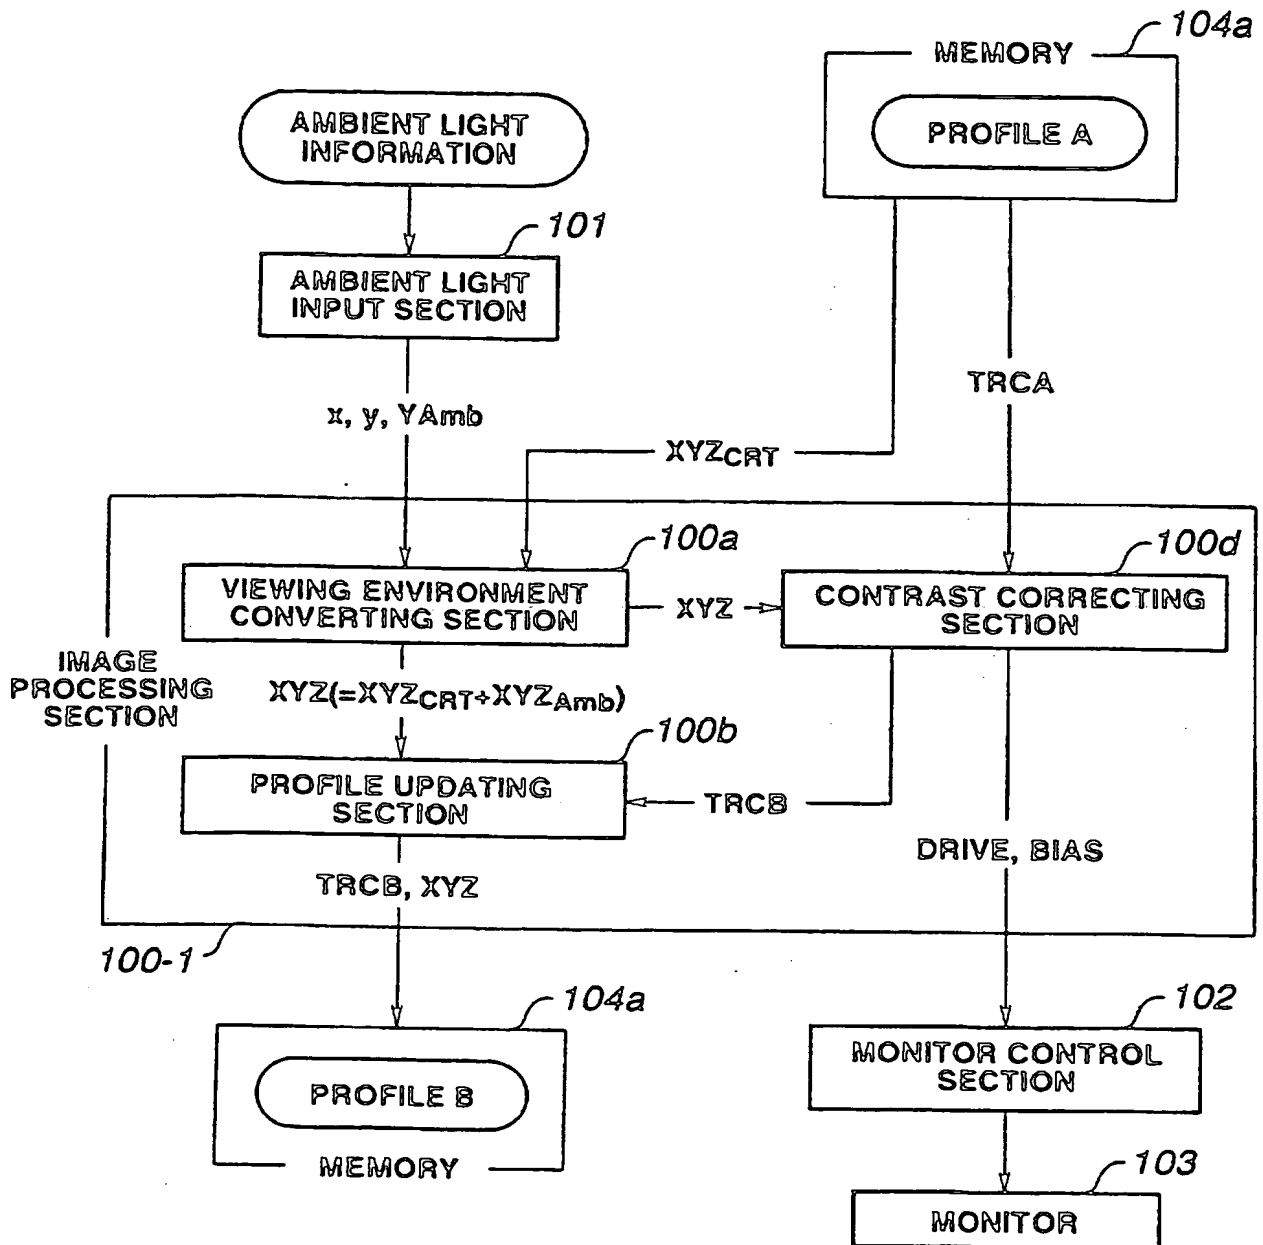 104a
MEMORY
PROFILE A
AMBIENT LIGHT
INFORMATION
101
AMBIENT LIGHT
INPUT SECTION
TRCA
x, y, YAmb
XYZCRT
100a
100d
VIEWING ENVIRONMENT
CONVERTING SECTION
XYZ
CONTRAST CORRECTING
SECTION
IMAGE
PROCESSING
SECTION
XYZ(=XYZCRT+XYZAmb)
100b
PROFILE UPDATING
SECTION
TRCB
DRIVE, BIAS
TRCB, XYZ
100-1
104a
102
PROFILE B
MEMORY
MONITOR CONTROL
SECTION
103
MONITOR